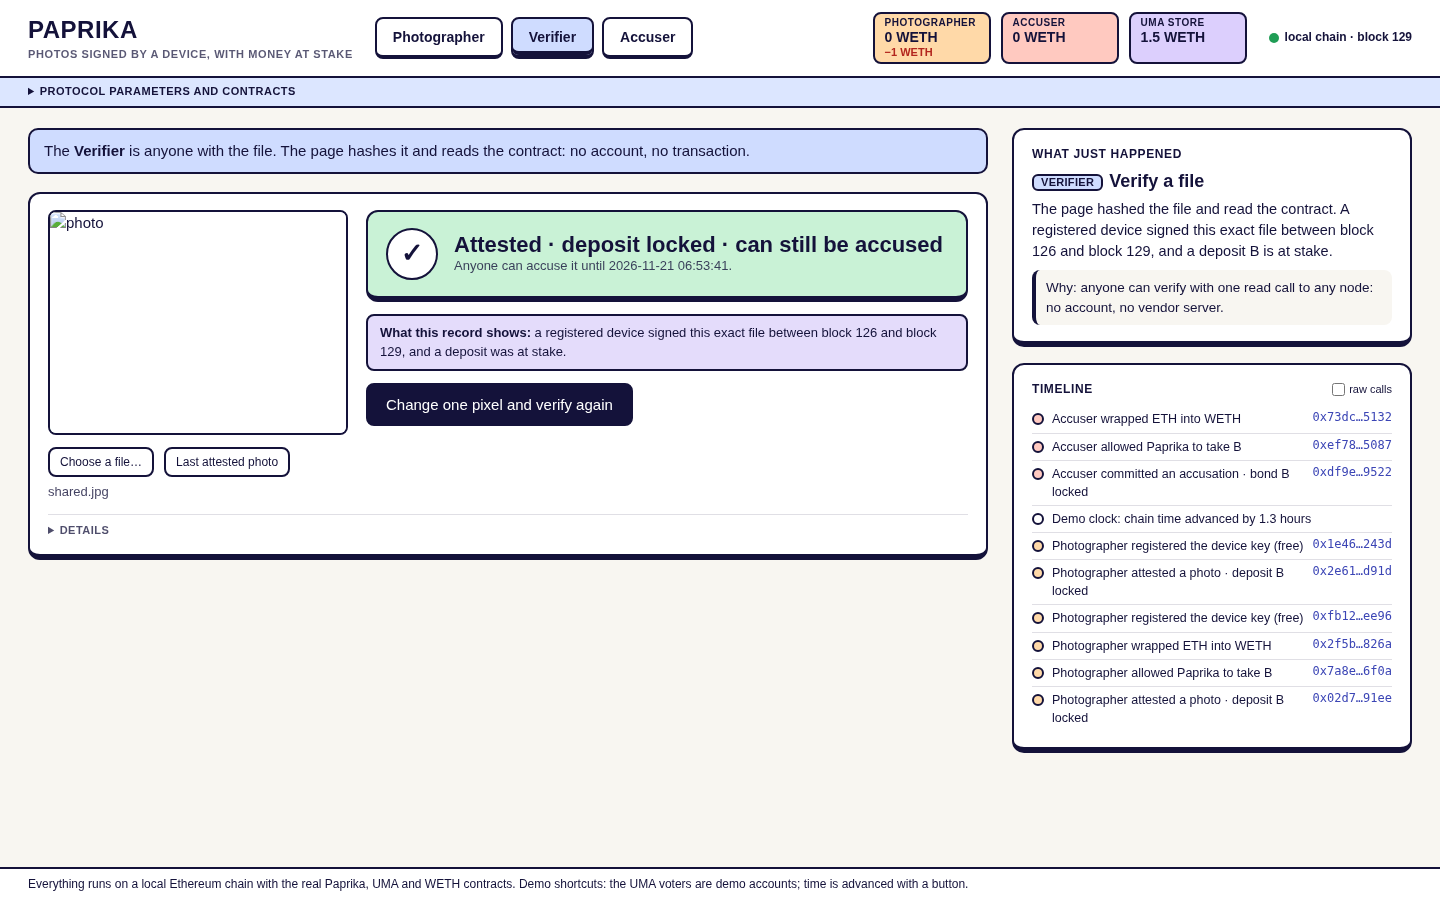 PAPRIKA
PHOTOS SIGNED BY A DEVICE, WITH MONEY AT STAKE
Photographer
Verifier
Accuser
PHOTOGRAPHER
0 WETH
−1 WETH
ACCUSER
0 WETH
UMA STORE
1.5 WETH
local chain · block 129
PROTOCOL PARAMETERS AND CONTRACTS
The Verifier is anyone with the file. The page hashes it and reads the contract: no account, no transaction.
photo
✓
Attested · deposit locked · can still be accused
Anyone can accuse it until 2026-11-21 06:53:41.
What this record shows: a registered device signed this exact file between block 126 and block
129, and a deposit was at stake.
Change one pixel and verify again
Choose a file…
Last attested photo
shared.jpg
DETAILS
WHAT JUST HAPPENED
VERIFIER Verify a file
The page hashed the file and read the contract. A
registered device signed this exact file between block
126 and block 129, and a deposit B is at stake.
Why: anyone can verify with one read call to any node:
no account, no vendor server.
TIMELINE
raw calls
Accuser wrapped ETH into WETH 0x73dc…5132
Accuser allowed Paprika to take B 0xef78…5087
Accuser committed an accusation · bond B 0xdf9e…9522
locked
Demo clock: chain time advanced by 1.3 hours
Photographer registered the device key (free) 0x1e46…243d
Photographer attested a photo · deposit B 0x2e61…d91d
locked
Photographer registered the device key (free) 0xfb12…ee96
Photographer wrapped ETH into WETH 0x2f5b…826a
Photographer allowed Paprika to take B 0x7a8e…6f0a
Photographer attested a photo · deposit B 0x02d7…91ee
locked
Everything runs on a local Ethereum chain with the real Paprika, UMA and WETH contracts. Demo shortcuts: the UMA voters are demo accounts; time is advanced with a button.